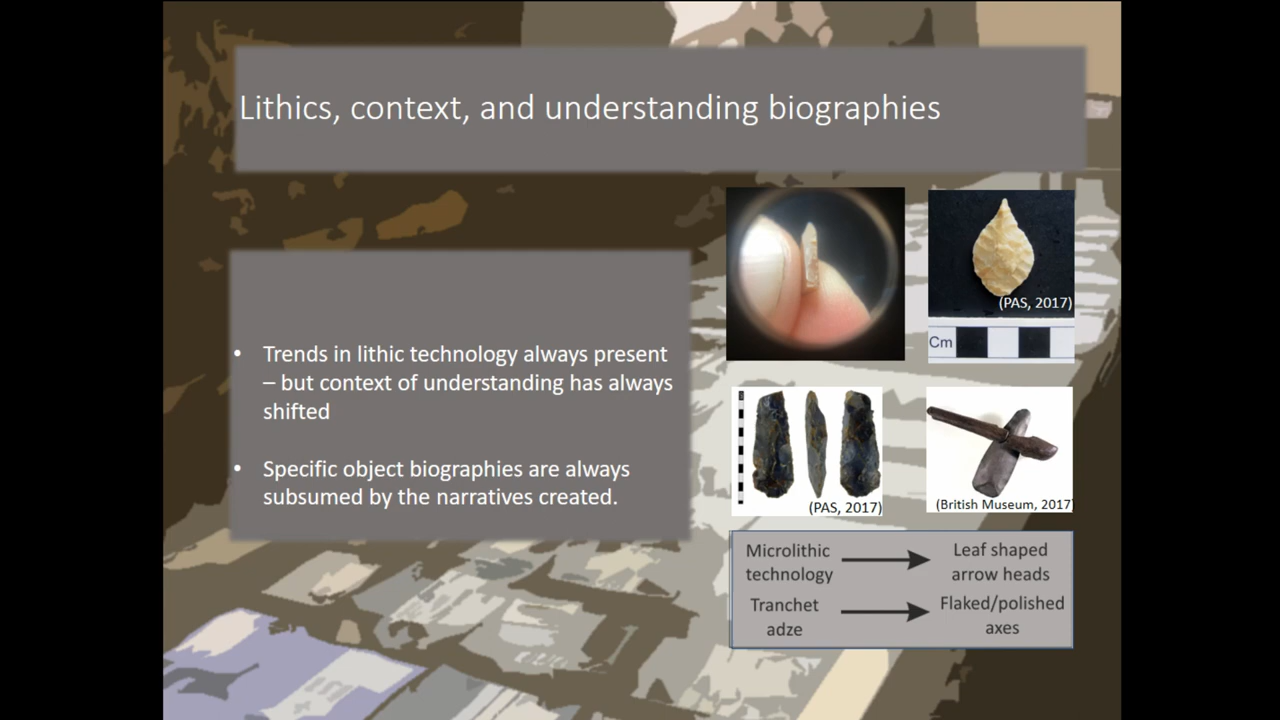 Lithics, context, and understanding biographies
• Trends in lithic technology always present
– but context of understanding has always
shifted
• Specific object biographies are always
subsumed by the narratives created.
(PAS, 2017)
Cm
(PAS, 2017)
(British Museum, 2017)
Microlithic
technology
Leaf shaped
arrow heads
Tranchet
adze
Flaked/polished
axes